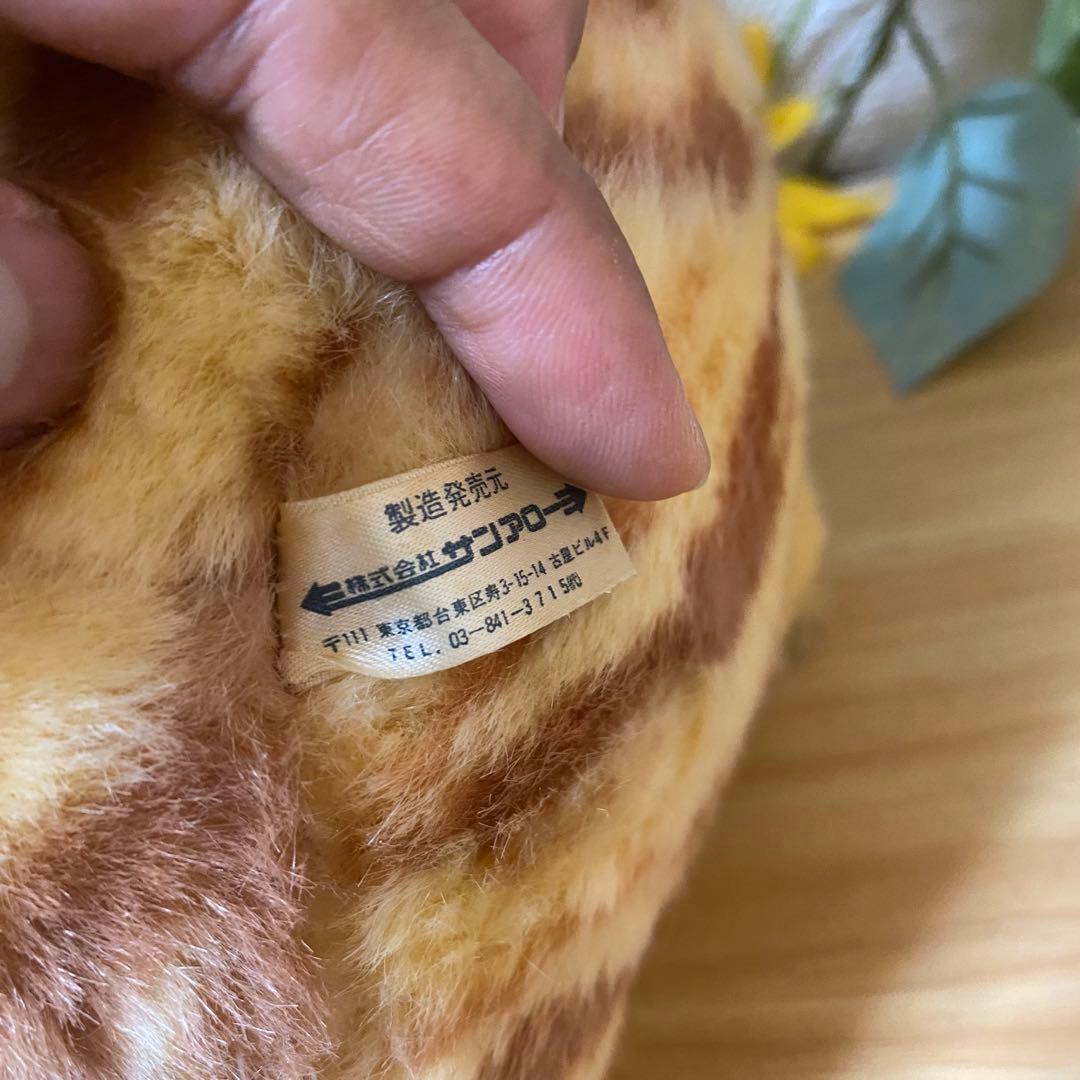 製造発売元
株式会社サンアロー
〒111 東京都台東区寿3-15-14 古屋ビル4F
TEL. 03-841-3715㈹